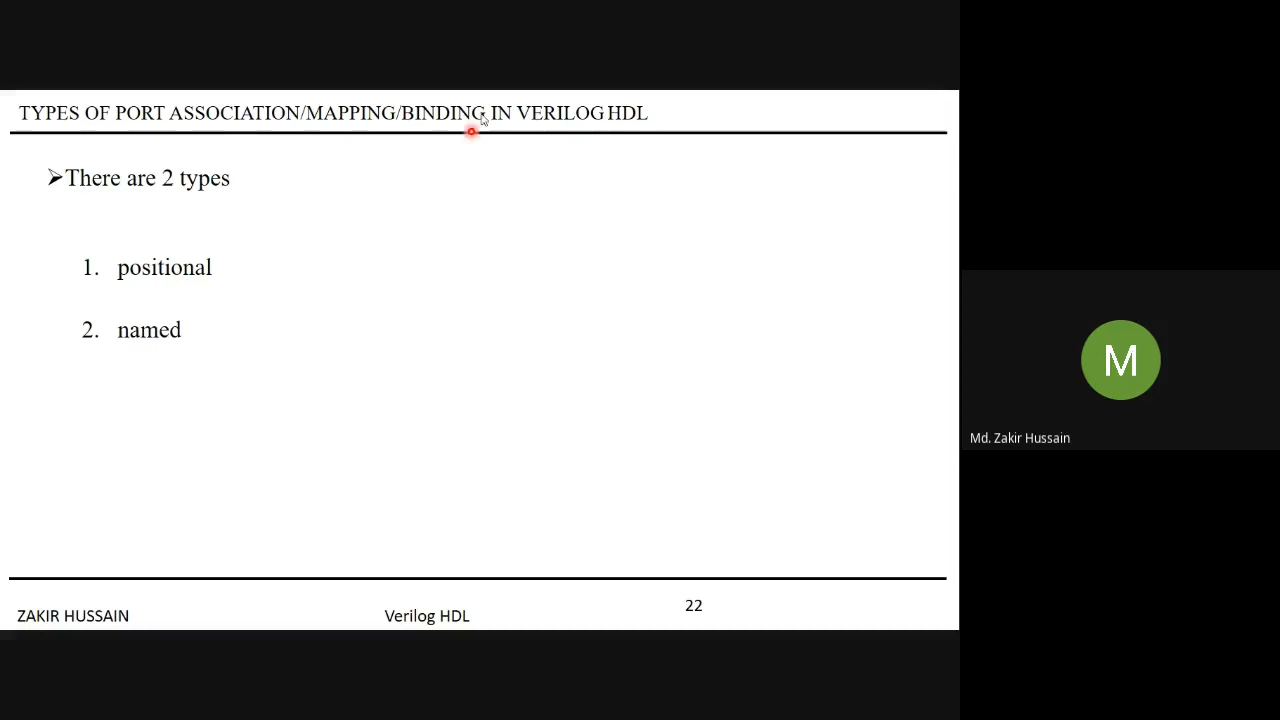 TYPES OF PORT ASSOCIATION/MAPPING/BINDING IN VERILOG HDL
➢There are 2 types
1. positional
2. named
ZAKIR HUSSAIN
Verilog HDL
22
M
Md. Zakir Hussain